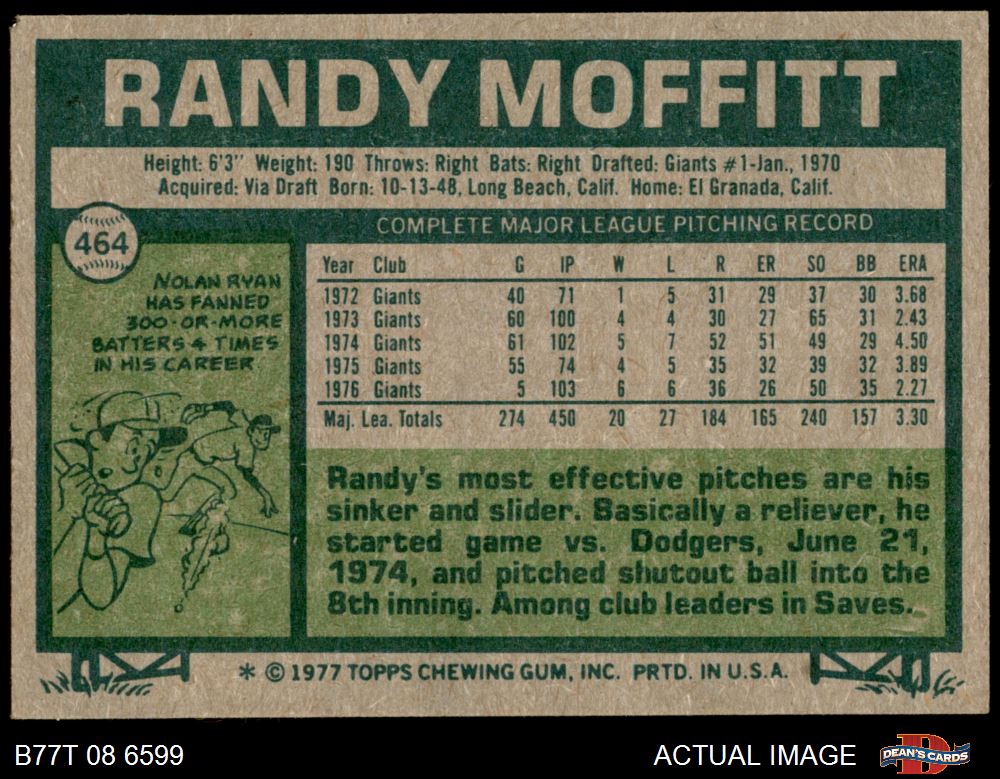 RANDY MOFFITT
Height: 6'3" Weight: 190 Throws: Right Bats: Right Drafted: Giants #1-Jan., 1970
Acquired: Via Draft Born: 10-13-48, Long Beach, Calif. Home: El Granada, Calif.
464
COMPLETE MAJOR LEAGUE PITCHING RECORD
NOLAN RYAN
HAS FANNED
300-OR-MORE
BATTERS 4 TIMES
IN HIS CAREER
Year Club G IP W L R ER SO BB ERA
1972 Giants 40 71 1 5 31 29 37 30 3.68
1973 Giants 60 100 4 4 30 27 65 31 2.43
1974 Giants 61 102 5 7 52 51 49 29 4.50
1975 Giants 55 74 4 5 35 32 39 32 3.89
1976 Giants 5 103 6 6 36 26 50 35 2.27
Maj. Lea. Totals 274 450 20 27 184 165 240 157 3.30
Randy's most effective pitches are his
sinker and slider. Basically a reliever, he
started game vs. Dodgers, June 21,
1974, and pitched shutout ball into the
8th inning. Among club leaders in Saves.
* © 1977 TOPPS CHEWING GUM, INC. PRTD. IN U.S.A.
B77T 08 6599
ACTUAL IMAGE
DEAN'S CARDS